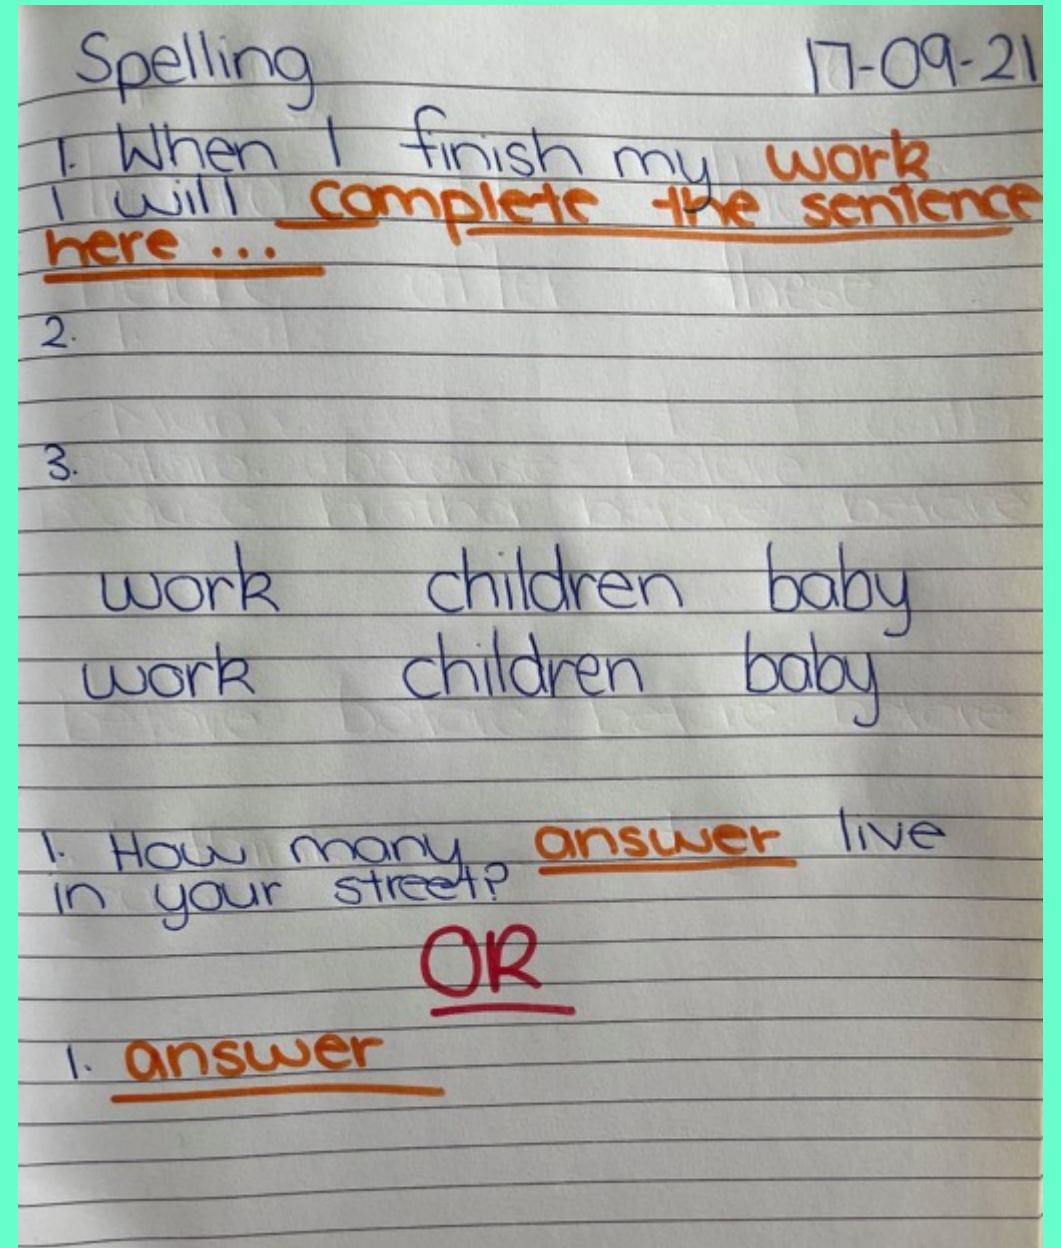 Spelling 17-09-21
1. When I finish my work
I will complete the sentence
here ...
2.
3.
work children baby
work children baby
1. How many answer live
in your street?
OR
1. answer